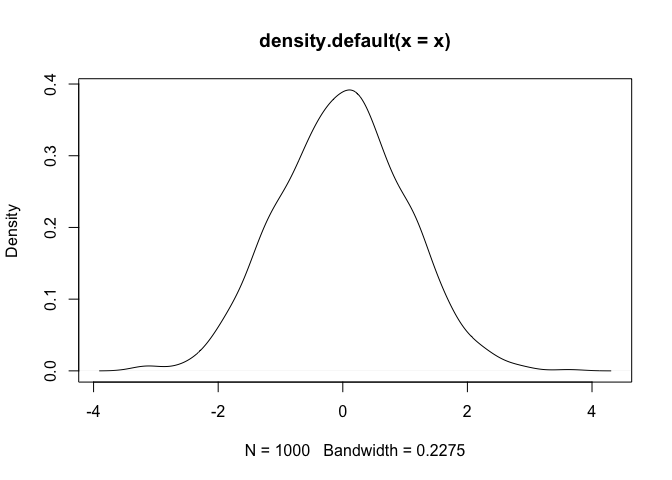 density.default(x = x)
Density
0.4
0.3
0.2
0.1
0.0
-4 -2 0 2 4
N = 1000 Bandwidth = 0.2275